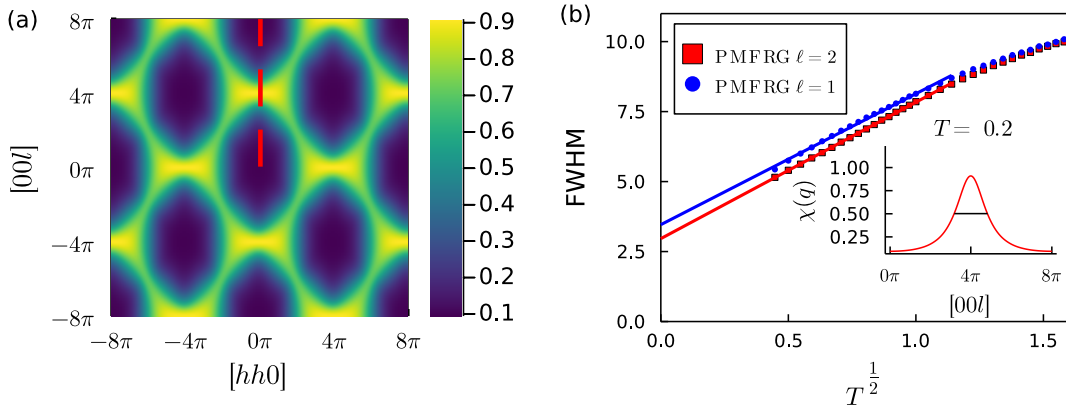 (a)
8π
4π
0π
−4π
−8π
[00l]
−8π −4π 0π 4π 8π
[hh0]
0.9
0.8
0.7
0.6
0.5
0.4
0.3
0.2
0.1
(b)
10.0
7.5
5.0
2.5
0.0
FWHM
PMFRG ℓ = 2
PMFRG ℓ = 1
T = 0.2
1.00
0.75
0.50
0.25
χ(q)
0π 4π 8π
[00l]
0.0 0.5 1.0 1.5
T^{1/2}